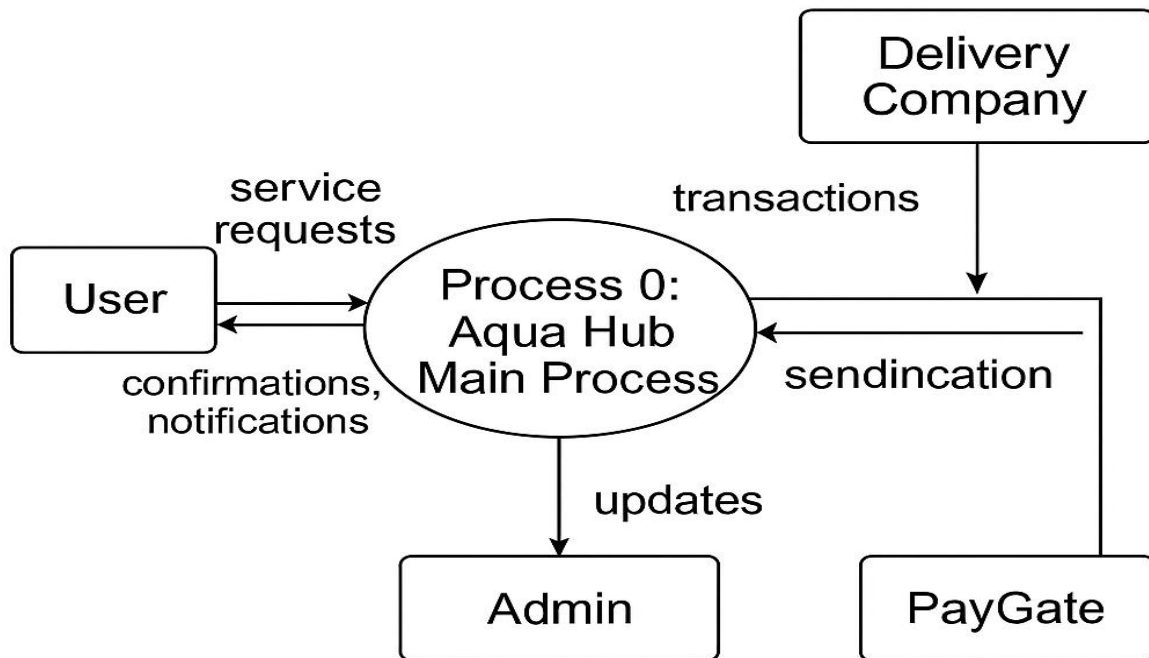 Delivery
Company
service
requests
transactions
User
Process 0:
Aqua Hub
Main Process
sendincation
confirmations,
notifications
updates
Admin
PayGate